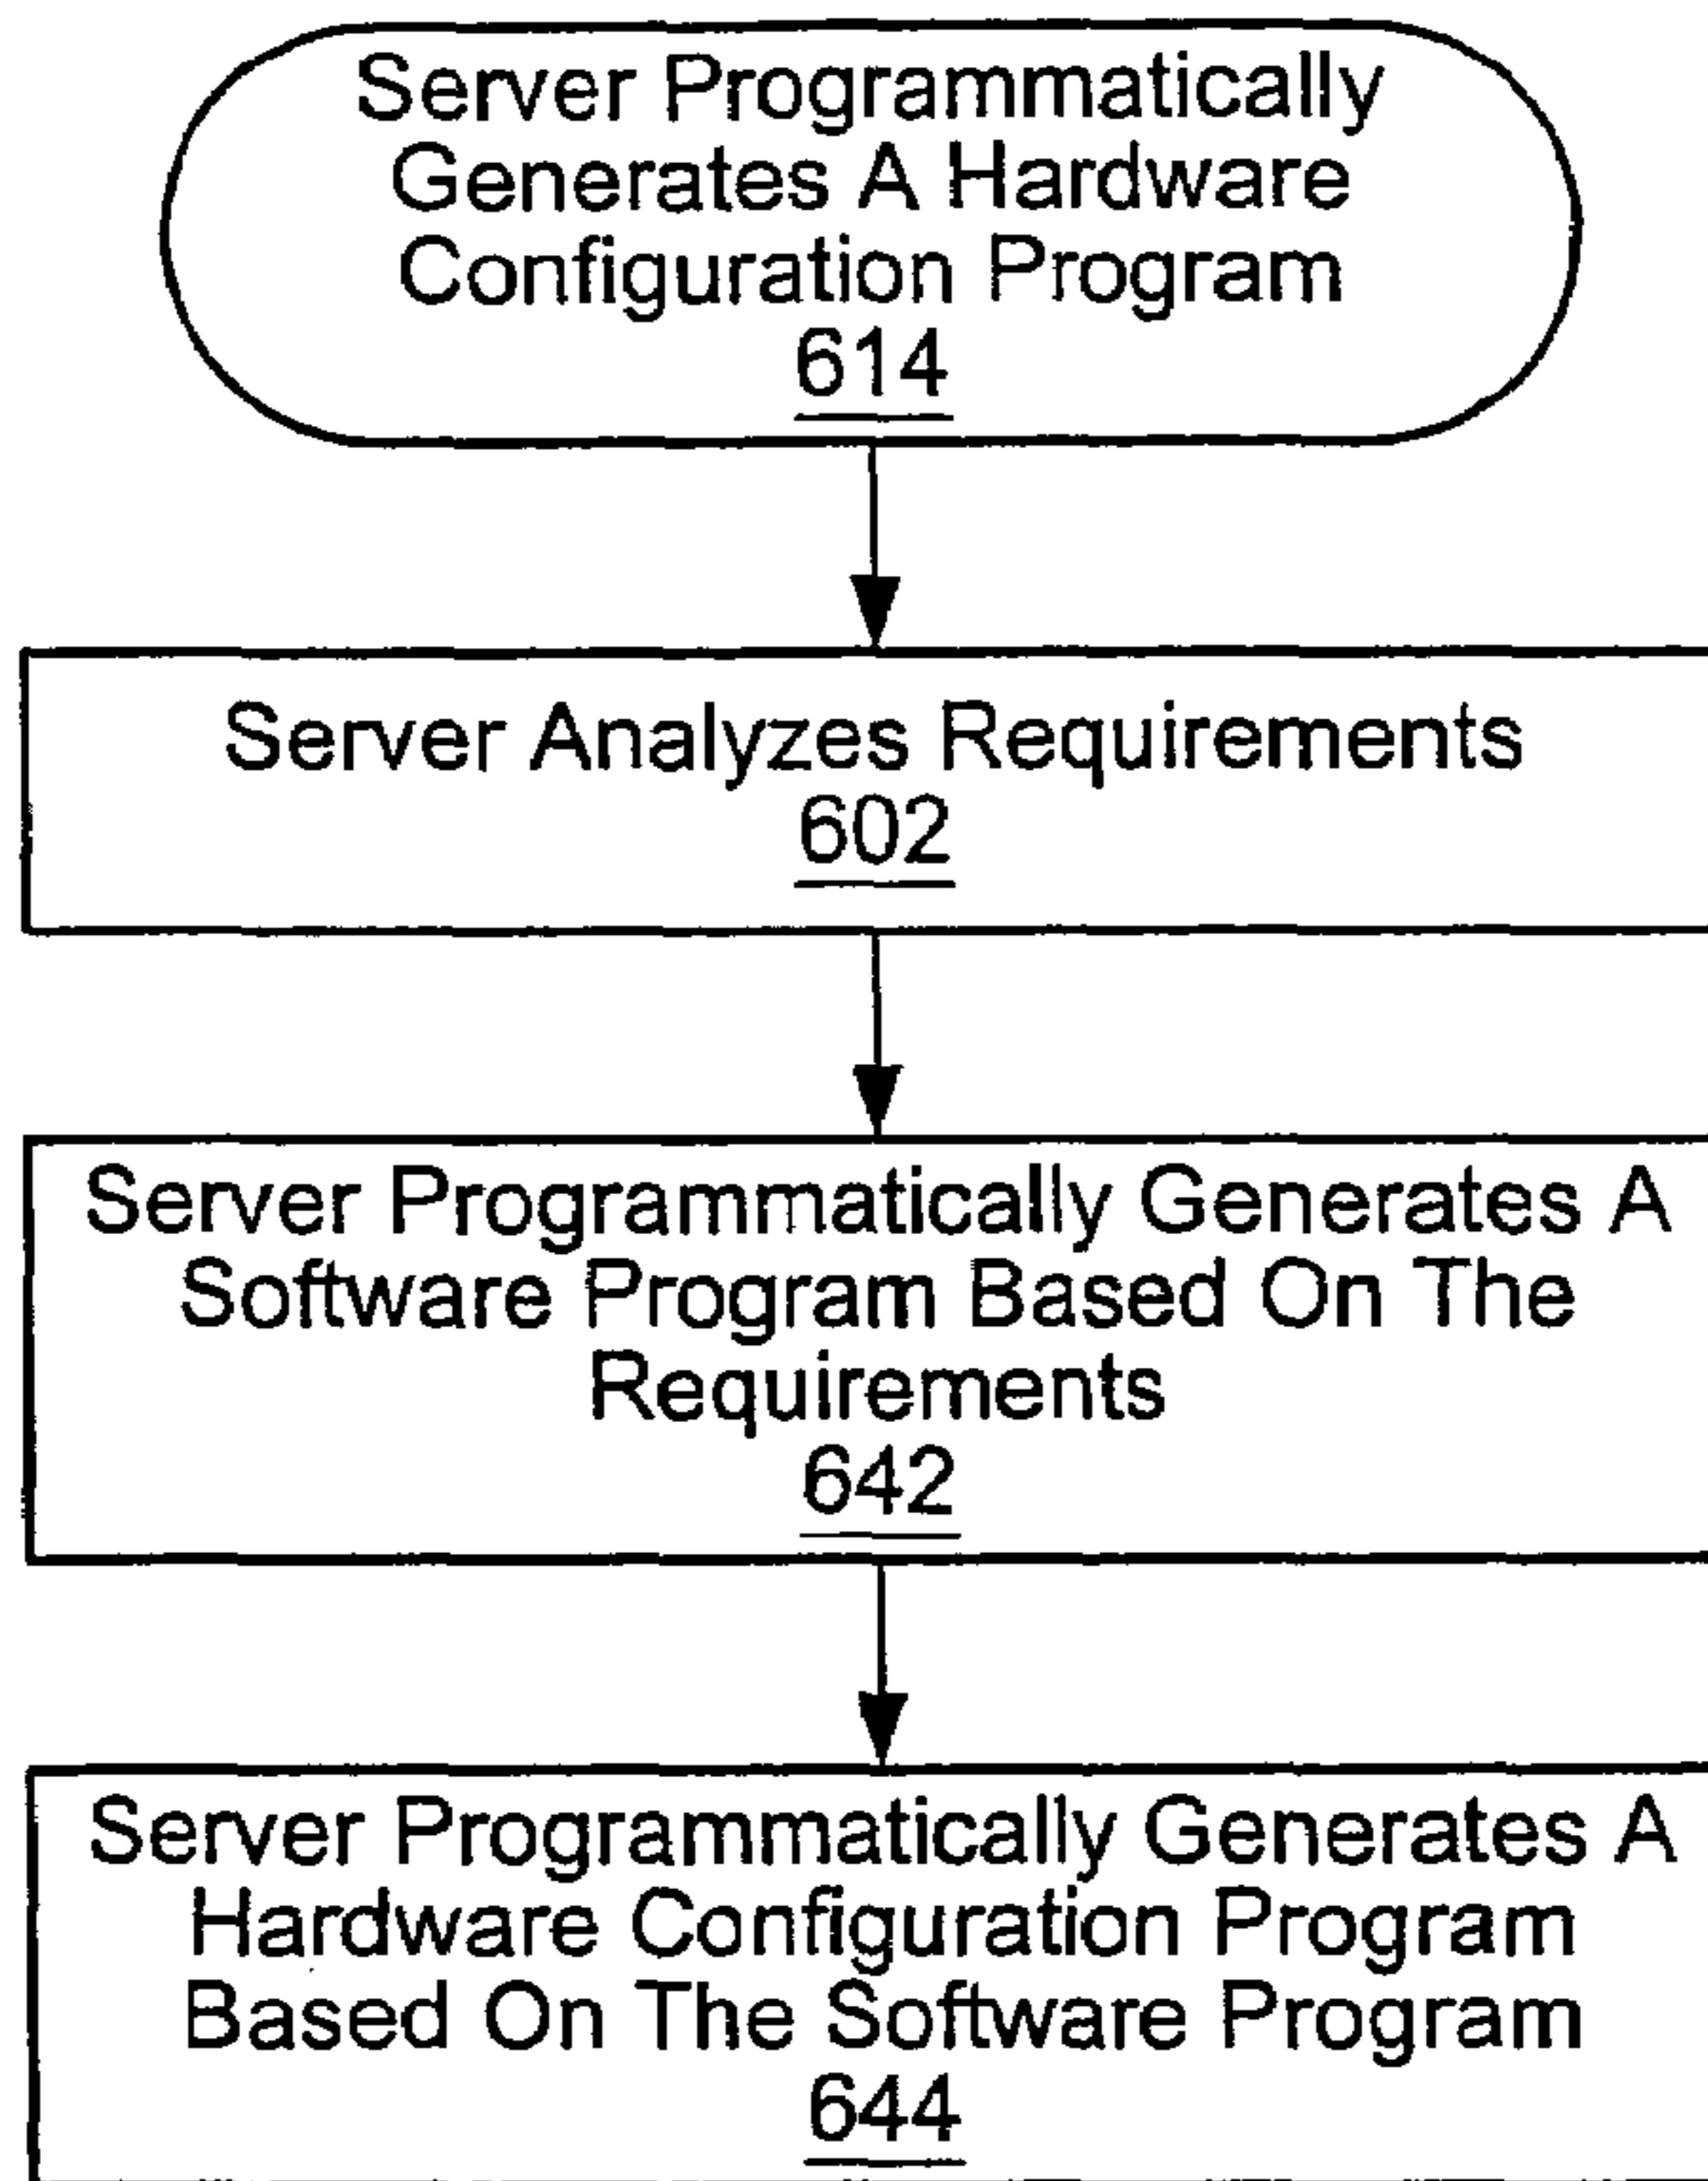 Server Programmatically
Generates A Hardware
Configuration Program
614
Server Analyzes Requirements
602
Server Programmatically Generates A
Software Program Based On The
Requirements
642
Server Programmatically Generates A
Hardware Configuration Program
Based On The Software Program
644